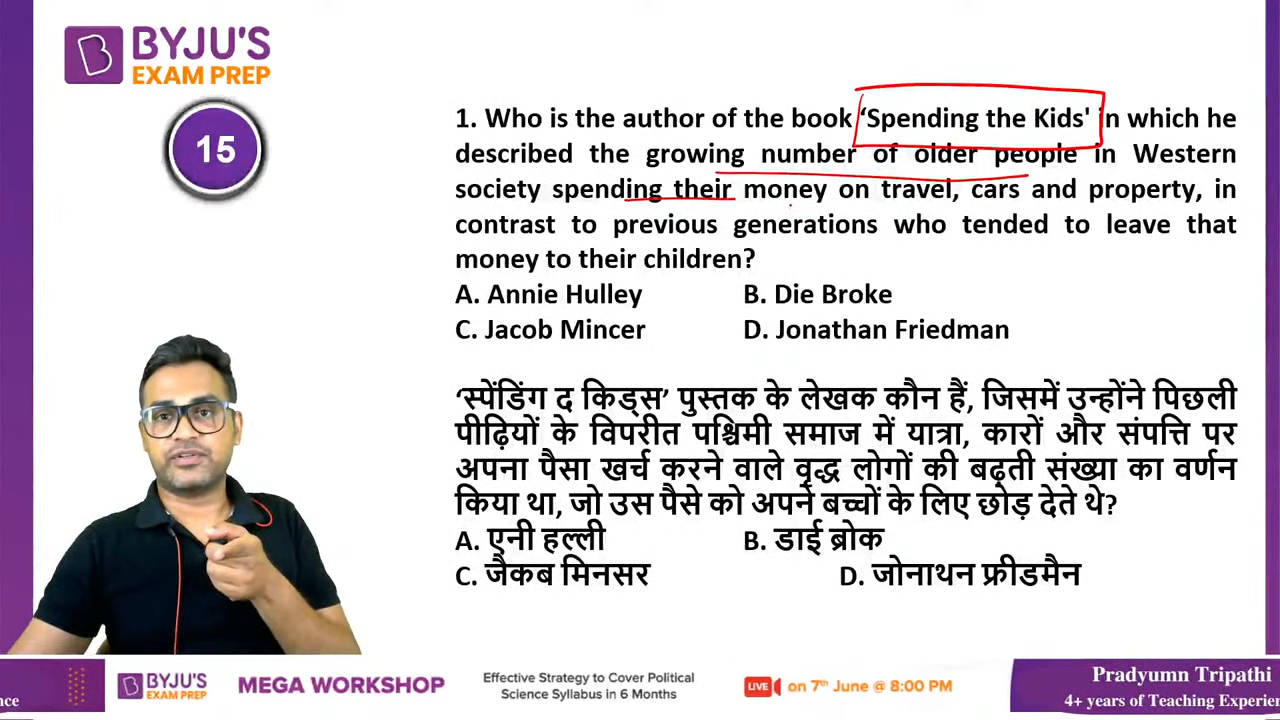 BYJU'S
EXAM PREP
15
1. Who is the author of the book ‘Spending the Kids' in which he
described the growing number of older people in Western
society spending their money on travel, cars and property, in
contrast to previous generations who tended to leave that
money to their children?
A. Annie Hulley B. Die Broke
C. Jacob Mincer D. Jonathan Friedman
‘स्पेंडिंग द किड्स’ पुस्तक के लेखक कौन हैं, जिसमें उन्होंने पिछली
पीढ़ियों के विपरीत पश्चिमी समाज में यात्रा, कारों और संपत्ति पर
अपना पैसा खर्च करने वाले वृद्ध लोगों की बढ़ती संख्या का वर्णन
किया था, जो उस पैसे को अपने बच्चों के लिए छोड़ देते थे?
A. एनी हल्ली B. डाई ब्रोक
C. जैकब मिनसर D. जोनाथन फ्रीडमैन
nce
BYJU'S
EXAM PREP
MEGA WORKSHOP
Effective Strategy to Cover Political
Science Syllabus in 6 Months
LIVE on 7th June @ 8:00 PM
Pradyumn Tripathi
4+ years of Teaching Experien